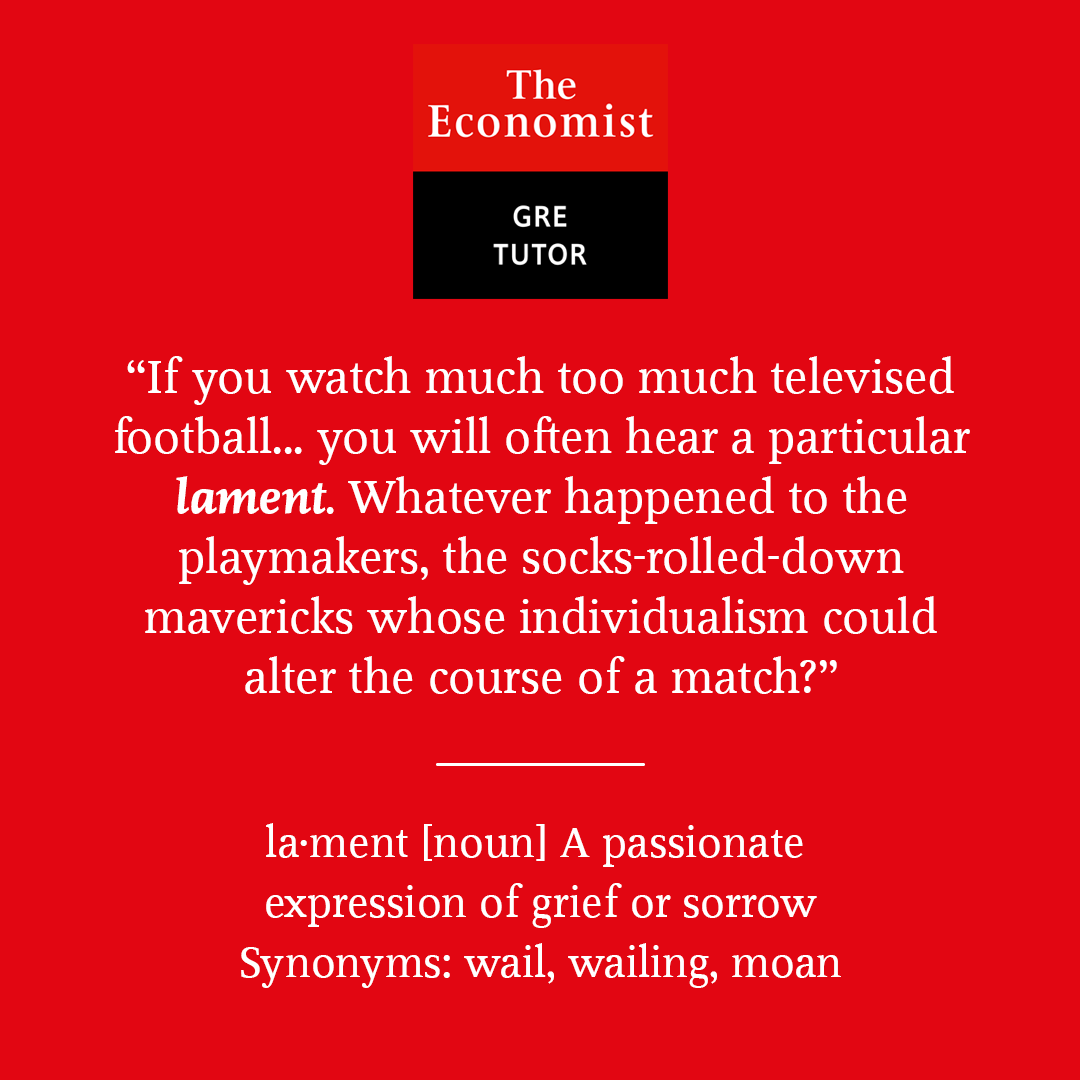 The
Economist
GRE
TUTOR
“If you watch much too much televised
football... you will often hear a particular
lament. Whatever happened to the
playmakers, the socks-rolled-down
mavericks whose individualism could
alter the course of a match?”
la·ment [noun] A passionate
expression of grief or sorrow
Synonyms: wail, wailing, moan